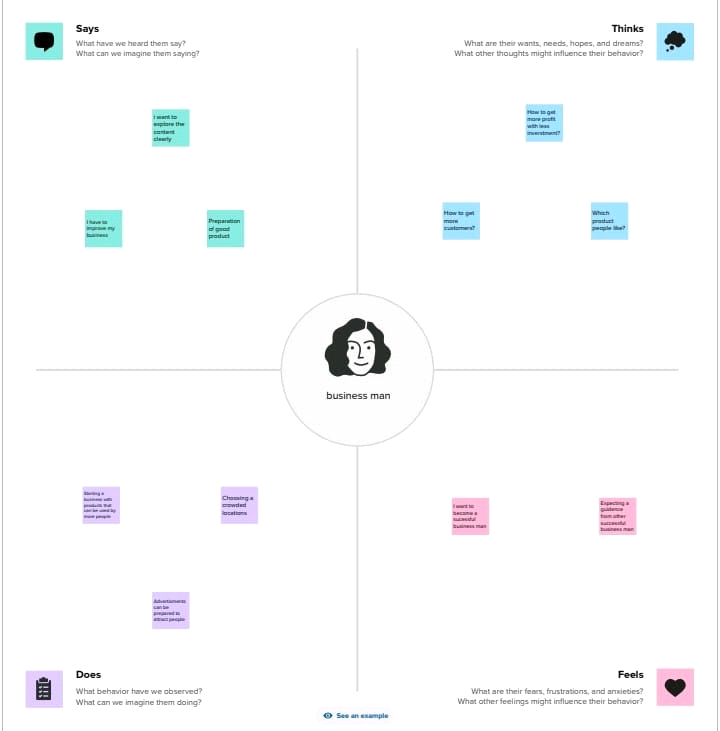 Says
What have we heard them say?
What can we imagine them saying?
Thinks
What are their wants, needs, hopes, and dreams?
What other thoughts might influence their behavior?
I want to
explore the
content
clearly
How to get
more profit
with less
inverstment?
I have to
improve my
business
Preparation
of good
product
How to get
more
customers?
Which
product
people like?
business man
Starting a
business with
products that
can be used by
more people
Choosing a
crowded
locations
I want to
become a
sucessful
business man
Expecting a
guidence
from other
successful
business man
Advertisments
can be
prepared to
attract people
Does
What behavior have we observed?
What can we imagine them doing?
Feels
What are their fears, frustrations, and anxieties?
What other feelings might influence their behavior?
See an example